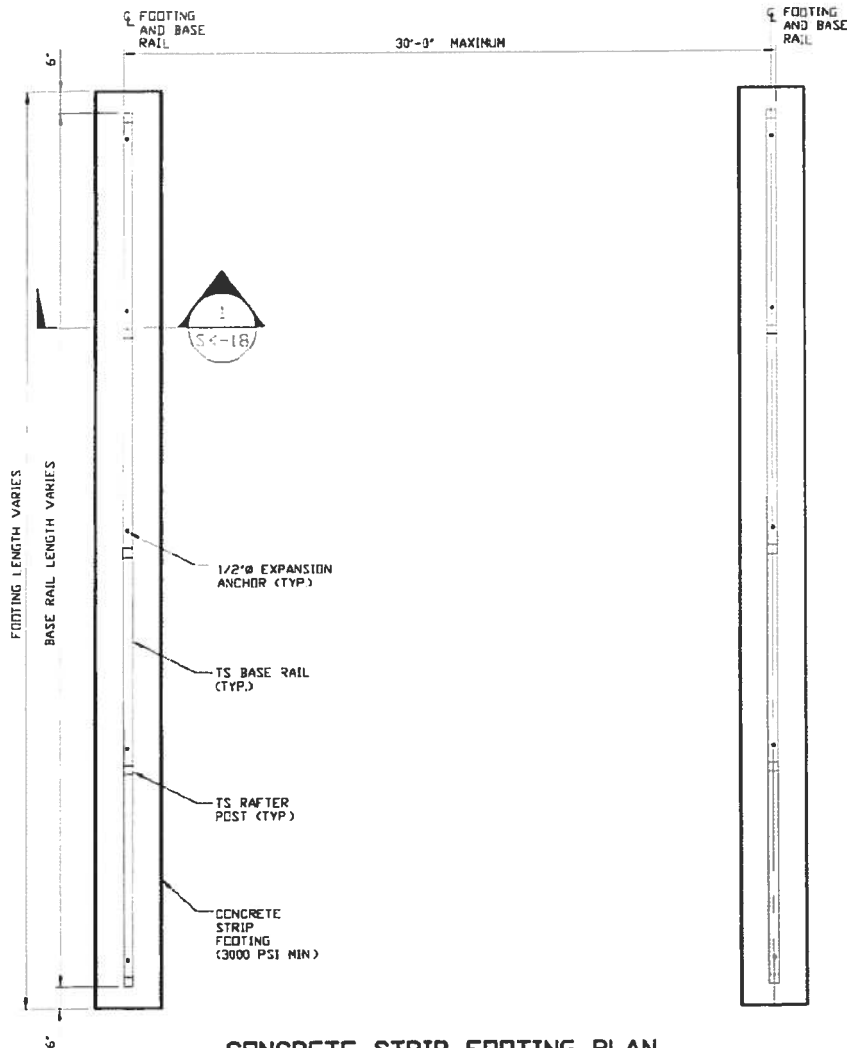 ℄ FOOTING
AND BASE
RAIL
30'-0" MAXIMUM
℄ FOOTING
AND BASE
RAIL
6"
1
SK-18
FOOTING LENGTH VARIES
BASE RAIL LENGTH VARIES
1/2"Ø EXPANSION
ANCHOR (TYP.)
TS BASE RAIL
(TYP.)
TS RAFTER
POST (TYP.)
CONCRETE
STRIP
FOOTING
(3000 PSI MIN)
6"
CONCRETE STRIP FOOTING PLAN